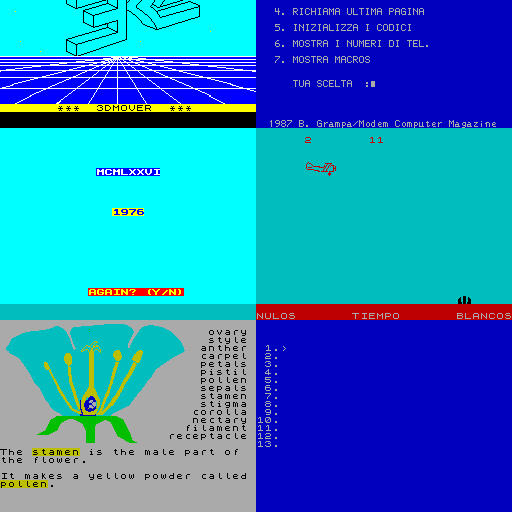 *** 3DMOVER ***
4. RICHIAMA ULTIMA PAGINA
5. INIZIALIZZA I CODICI
6. MOSTRA I NUMERI DI TEL.
7. MOSTRA MACROS
TUA SCELTA :
1987 B. Grampa/Modem Computer Magazine
MCMLXXVI
1976
AGAIN? (Y/N)
2 11
NULOS TIEMPO BLANCOS
ovary
style
anther
carpel
petals
pistil
pollen
sepals
stamen
stigma
corolla
nectary
filament
receptacle
The stamen is the male part of
the flower.
It makes a yellow powder called
pollen.
1.>
2.
3.
4.
5.
6.
7.
8.
9.
10.
11.
12.
13.